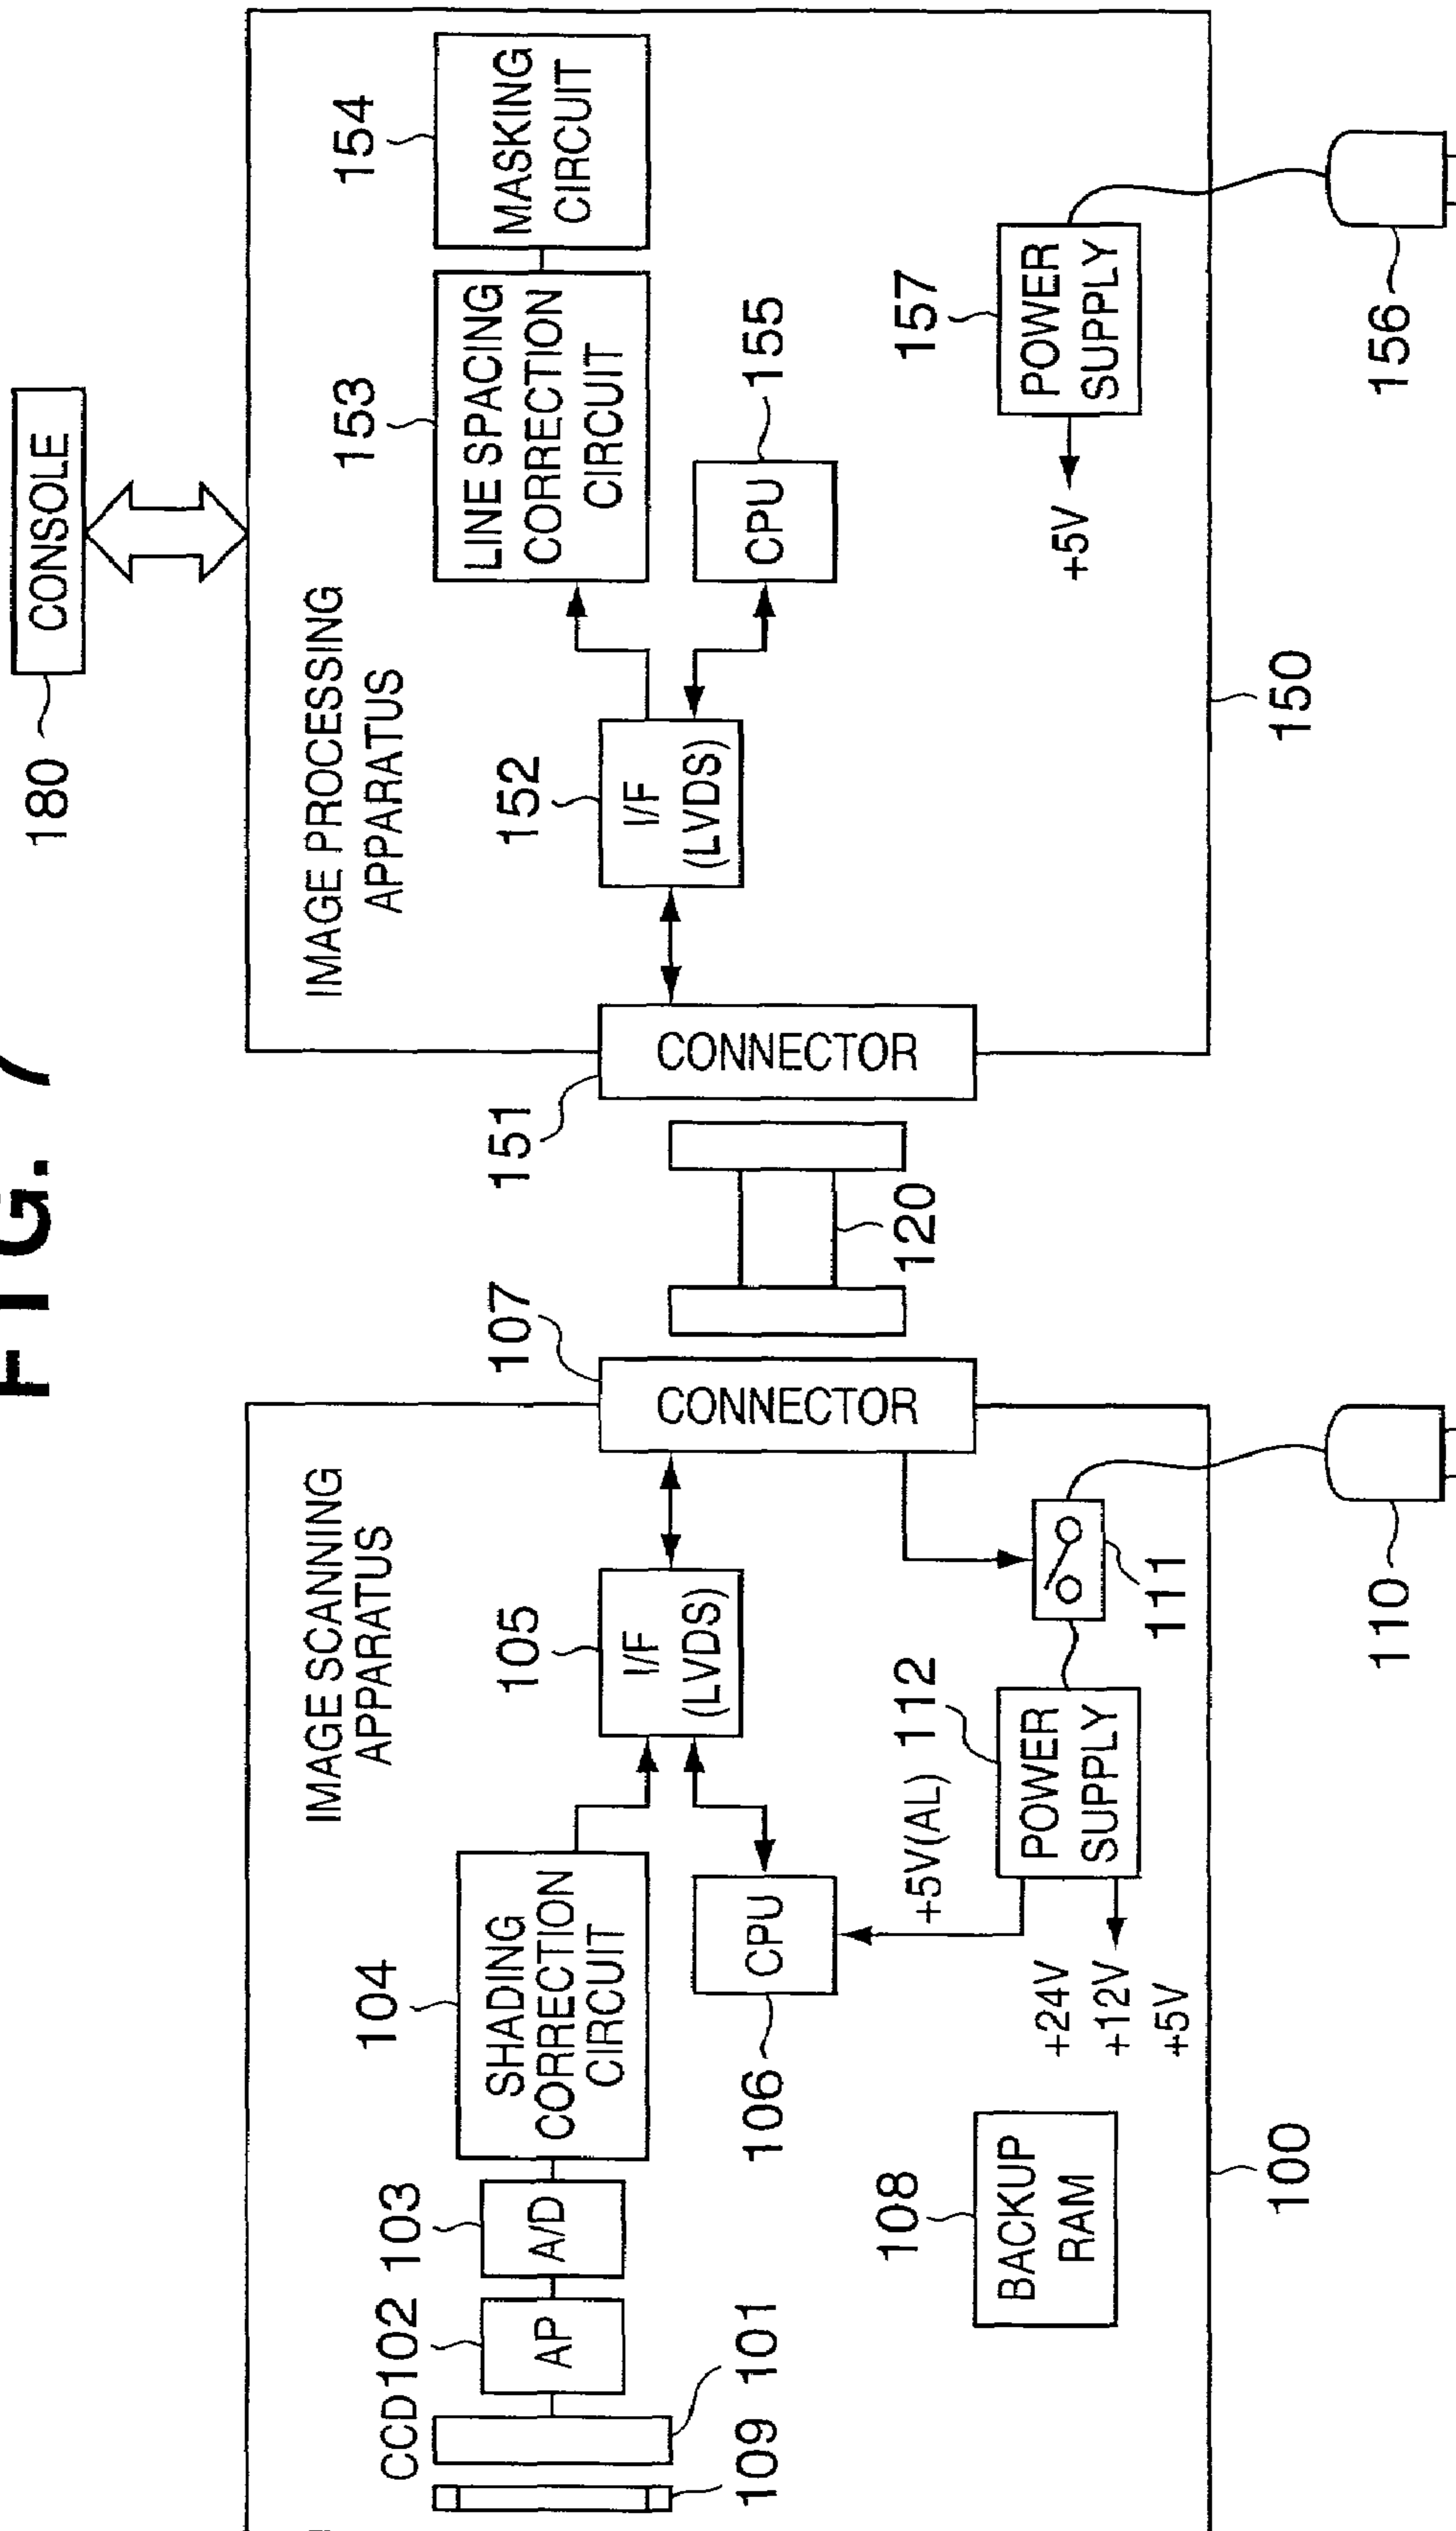 FIG. 7
180
CONSOLE
IMAGE SCANNING
APPARATUS
CCD
102
AP
103
A/D
104
SHADING
CORRECTION
CIRCUIT
105
I/F
(LVDS)
107
CONNECTOR
109
101
106
CPU
+5V(AL)
112
POWER
SUPPLY
+24V
+12V
+5V
111
110
108
BACKUP
RAM
100
120
IMAGE PROCESSING
APPARATUS
151
CONNECTOR
152
I/F
(LVDS)
153
LINE SPACING
CORRECTION
CIRCUIT
154
MASKING
CIRCUIT
155
CPU
157
POWER
SUPPLY
+5V
156
150